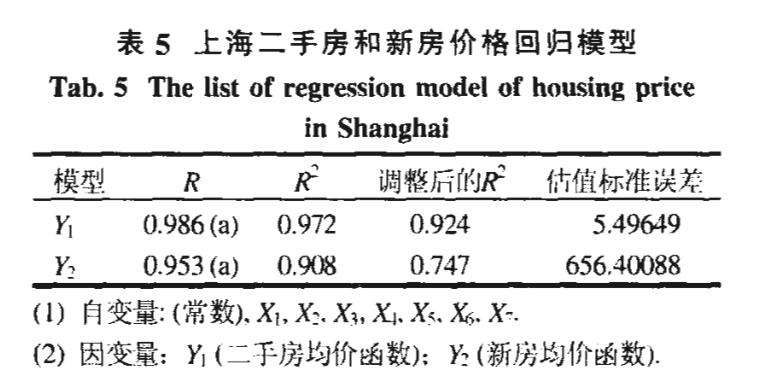 表 5 上海二手房和新房价格回归模型
Tab. 5 The list of regression model of housing price
in Shanghai
模型 R R² 调整后的R² 估值标准误差
Y₁ 0.986 (a) 0.972 0.924 5.49649
Y₂ 0.953 (a) 0.908 0.747 656.40088
(1) 自变量: (常数), X₁, X₂, X₃, X₄, X₅, X₆, X₇.
(2) 因变量: Y₁ (二手房均价函数); Y₂ (新房均价函数).